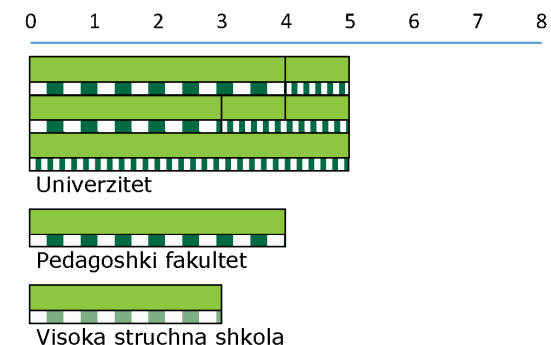 0 1 2 3 4 5 6 7 8
Univerzitet
Pedagoshki fakultet
Visoka struchna shkola